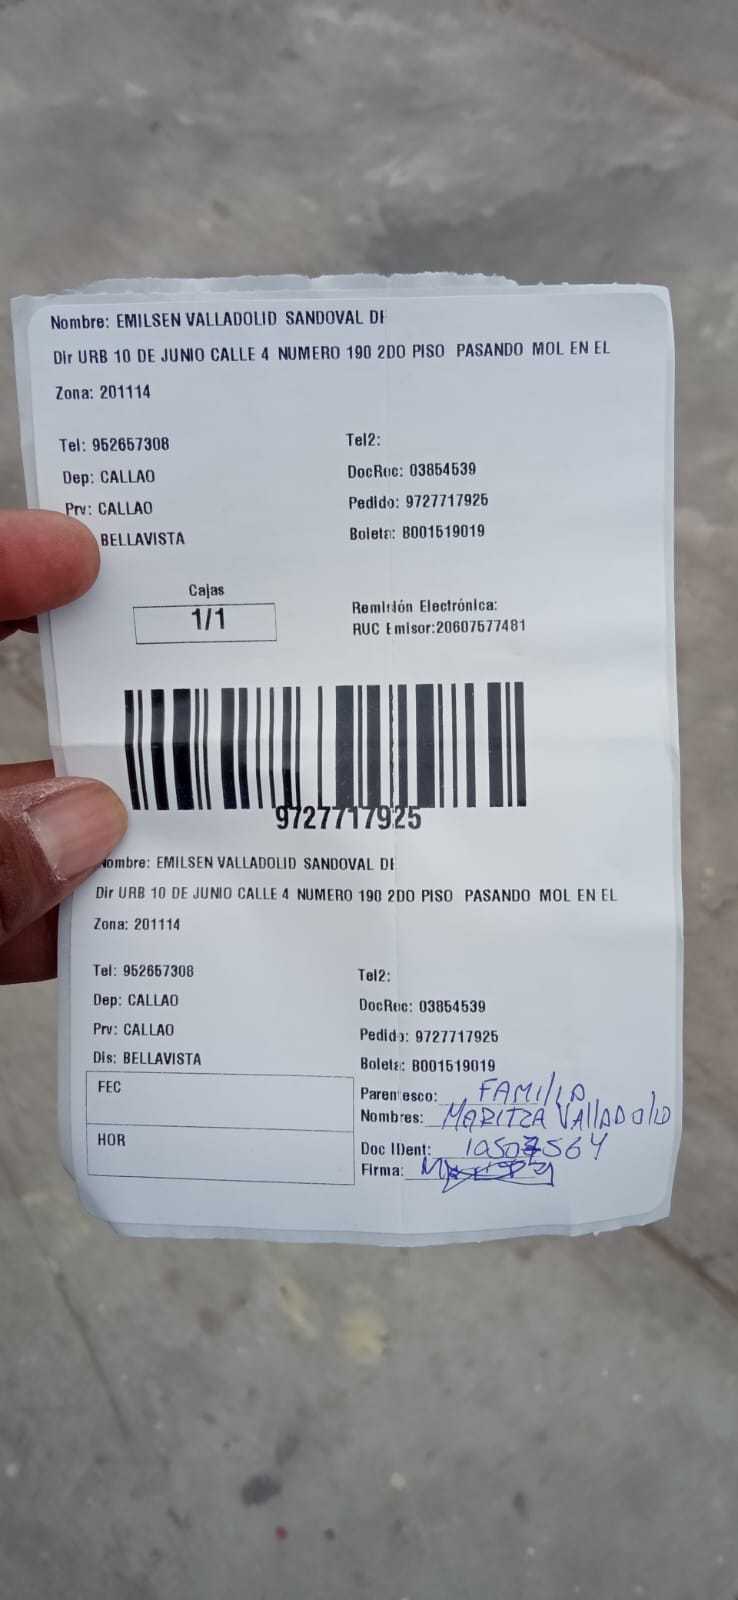 Nombre: EMILSEN VALLADOLID SANDOVAL DE
Dir URB 10 DE JUNIO CALLE 4 NUMERO 190 2DO PISO PASANDO MOL EN EL
Zona: 201114
Tel: 952657308
Tel2:
Dep: CALLAO
DocRec: 03854539
Prv: CALLAO
Pedido: 9727717925
BELLAVISTA
Boleta: B001519019
Cajas
1/1
Remisión Electrónica:
RUC Emisor:20607577481
9727717925
Nombre: EMILSEN VALLADOLID SANDOVAL DE
Dir URB 10 DE JUNIO CALLE 4 NUMERO 190 2DO PISO PASANDO MOL EN EL
Zona: 201114
Tel: 952657308
Tel2:
Dep: CALLAO
DocRec: 03854539
Prv: CALLAO
Pedido: 9727717925
Dis: BELLAVISTA
Boleta: B001519019
FEC
Parentesco: FAMILIA
Nombres: MARITZA VALLADOLID
HOR
Doc IDent: 10507564
Firma: